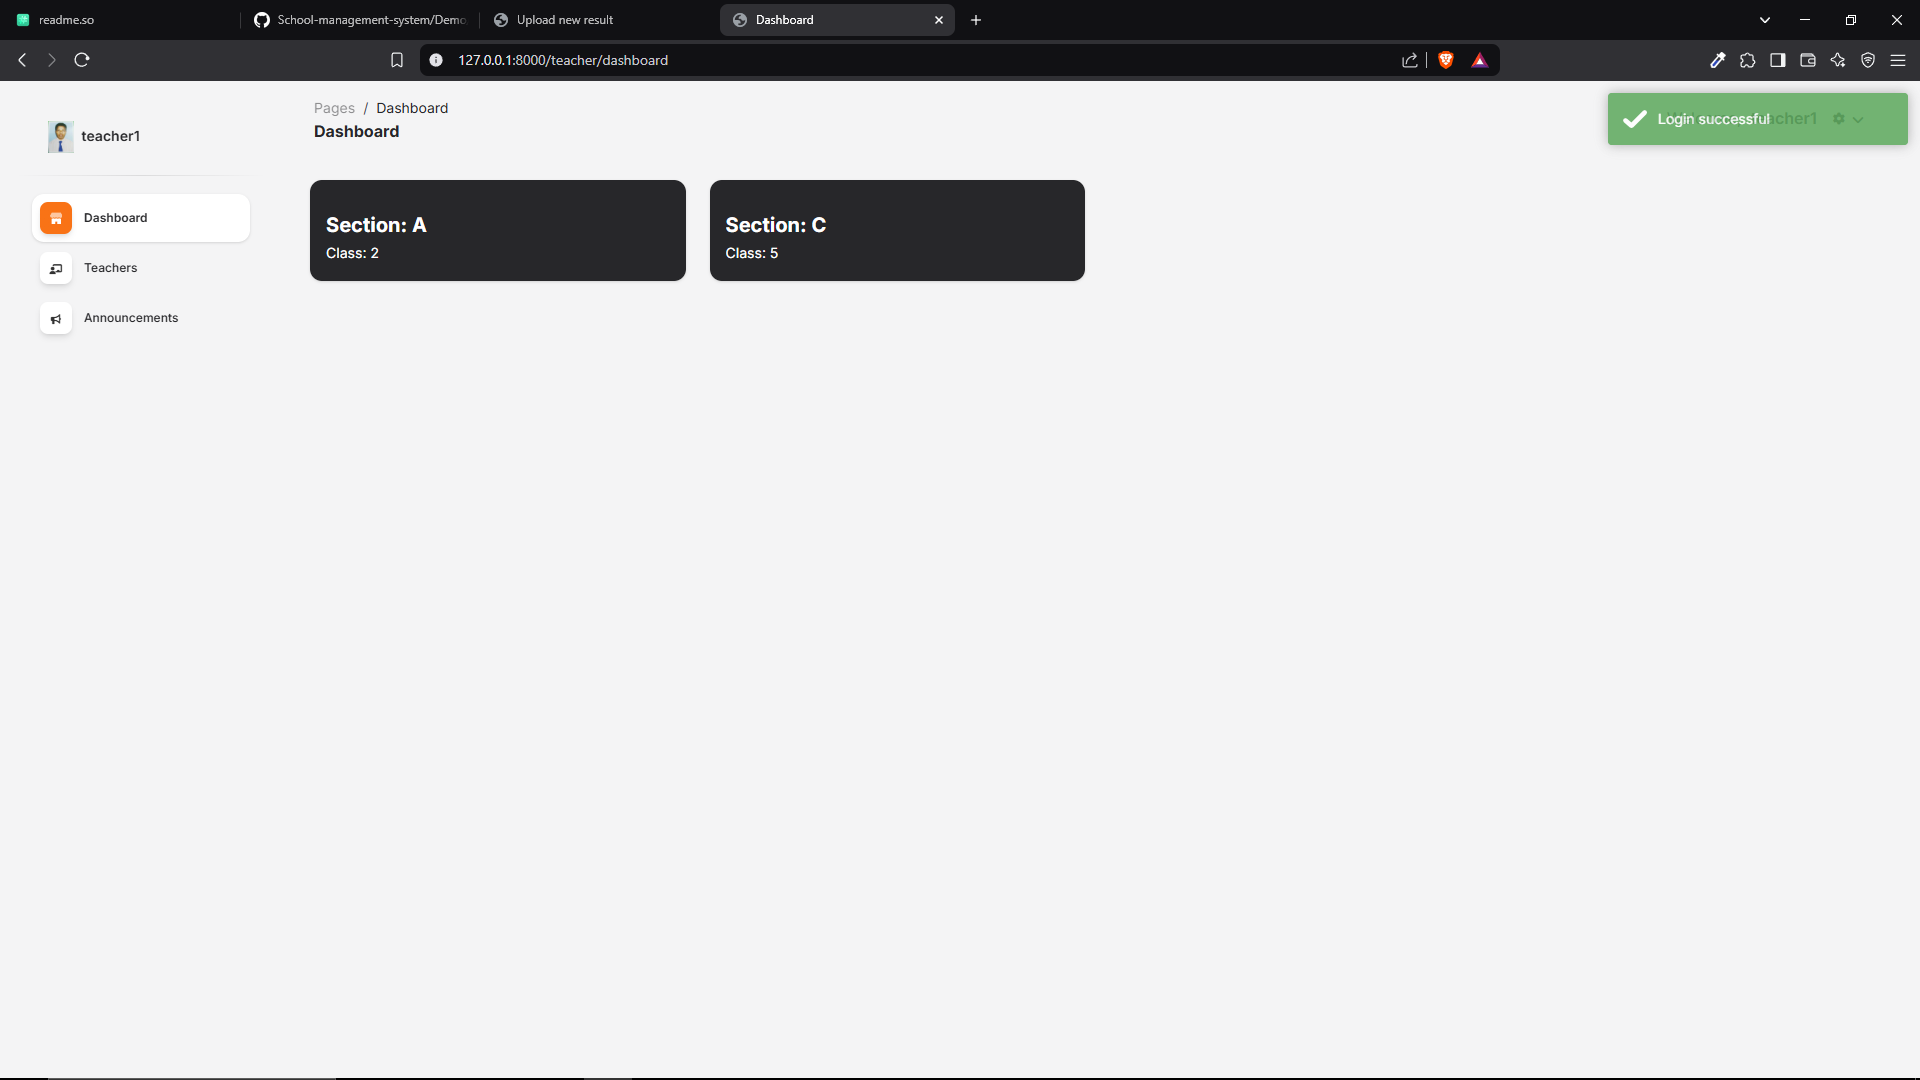 readme.so
School-management-system/Demo
Upload new result
Dashboard
127.0.0.1:8000/teacher/dashboard
teacher1
Pages / Dashboard
Dashboard
Login successful
Dashboard
Teachers
Announcements
Section: A
Class: 2
Section: C
Class: 5